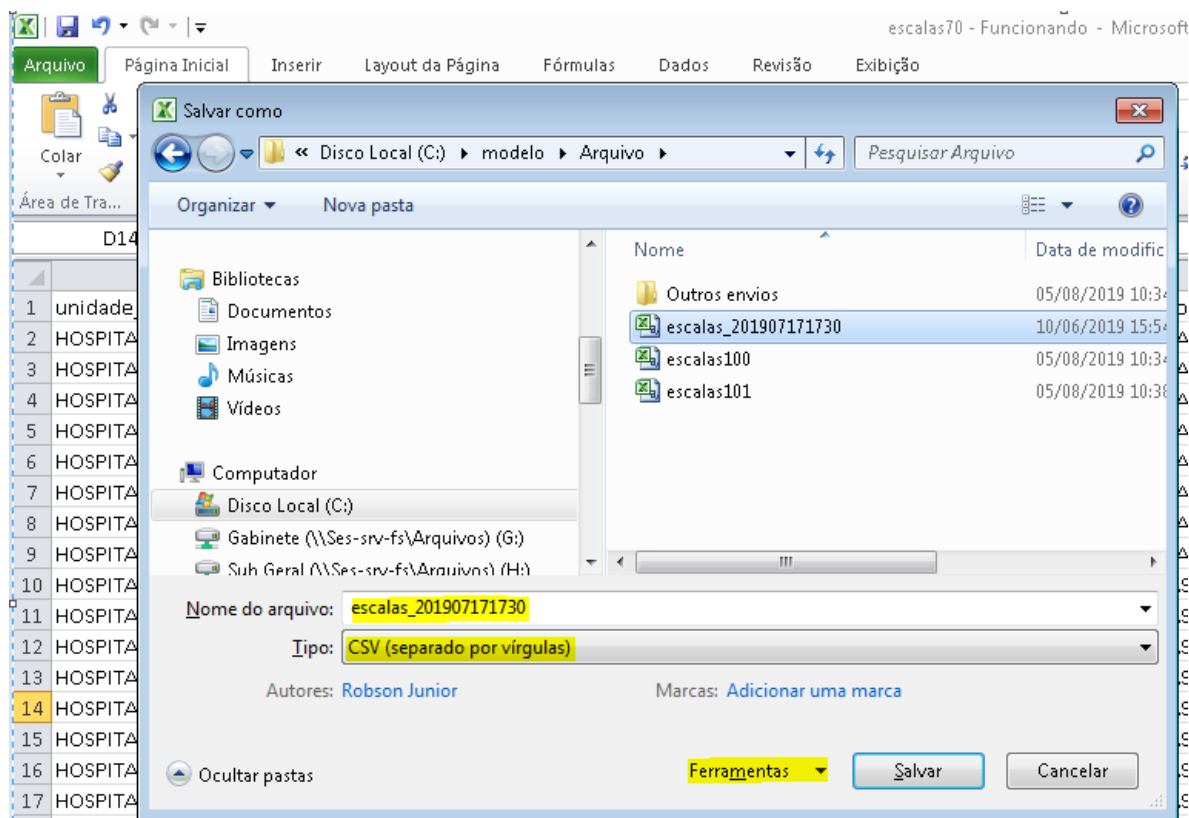 escalas70 - Funcionando - Microsoft
Arquivo Página Inicial Inserir Layout da Página Fórmulas Dados Revisão Exibição
Salvar como
Colar
« Disco Local (C:) modelo Arquivo
Pesquisar Arquivo
Área de Tra...
Organizar Nova pasta
D14
Nome Data de modific
Bibliotecas
Documentos
Imagens
Músicas
Vídeos
Computador
Disco Local (C:)
Gabinete (\\Ses-srv-fs\Arquivos) (G:)
Sub Geral (\\Ses-srv-fs\Arquivos) (H:)
Outros envios 05/08/2019 10:34
escalas_201907171730 10/06/2019 15:54
escalas100 05/08/2019 10:34
escalas101 05/08/2019 10:38
1 unidade_
2 HOSPITA
3 HOSPITA
4 HOSPITA
5 HOSPITA
6 HOSPITA
7 HOSPITA
8 HOSPITA
9 HOSPITA
10 HOSPITA
11 HOSPITA
12 HOSPITA
13 HOSPITA
14 HOSPITA
15 HOSPITA
16 HOSPITA
17 HOSPITA
Nome do arquivo: escalas_201907171730
Tipo: CSV (separado por vírgulas)
Autores: Robson Junior Marcas: Adicionar uma marca
Ocultar pastas Ferramentas Salvar Cancelar